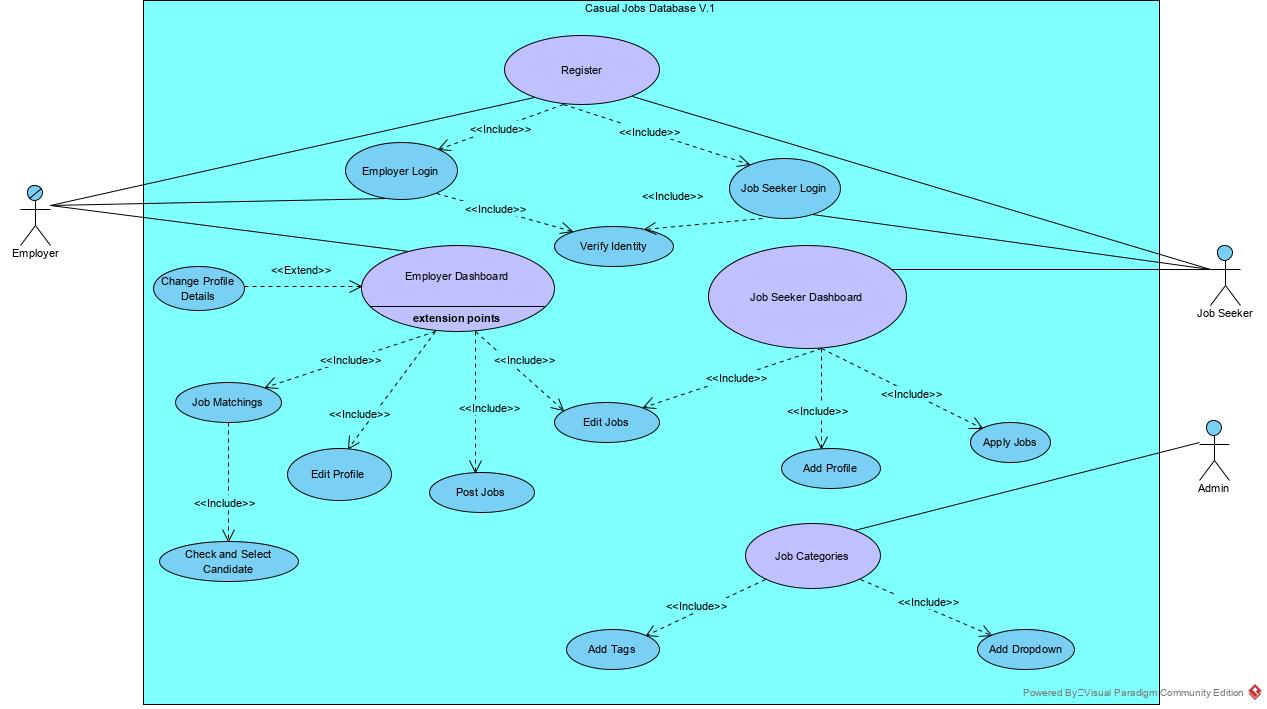 Casual Jobs Database V.1
Register
<<Include>>
<<Include>>
Employer Login
Job Seeker Login
<<Include>>
<<Include>>
Verify Identity
Employer
Change Profile
Details
<<Extend>>
Employer Dashboard
extension points
Job Seeker Dashboard
Job Seeker
<<Include>>
<<Include>>
<<Include>>
<<Include>>
<<Include>>
<<Include>>
<<Include>>
<<Include>>
Job Matchings
Edit Jobs
Apply Jobs
Edit Profile
Add Profile
Post Jobs
Admin
<<Include>>
Check and Select
Candidate
Job Categories
<<Include>>
<<Include>>
Add Tags
Add Dropdown
Powered By Visual Paradigm Community Edition